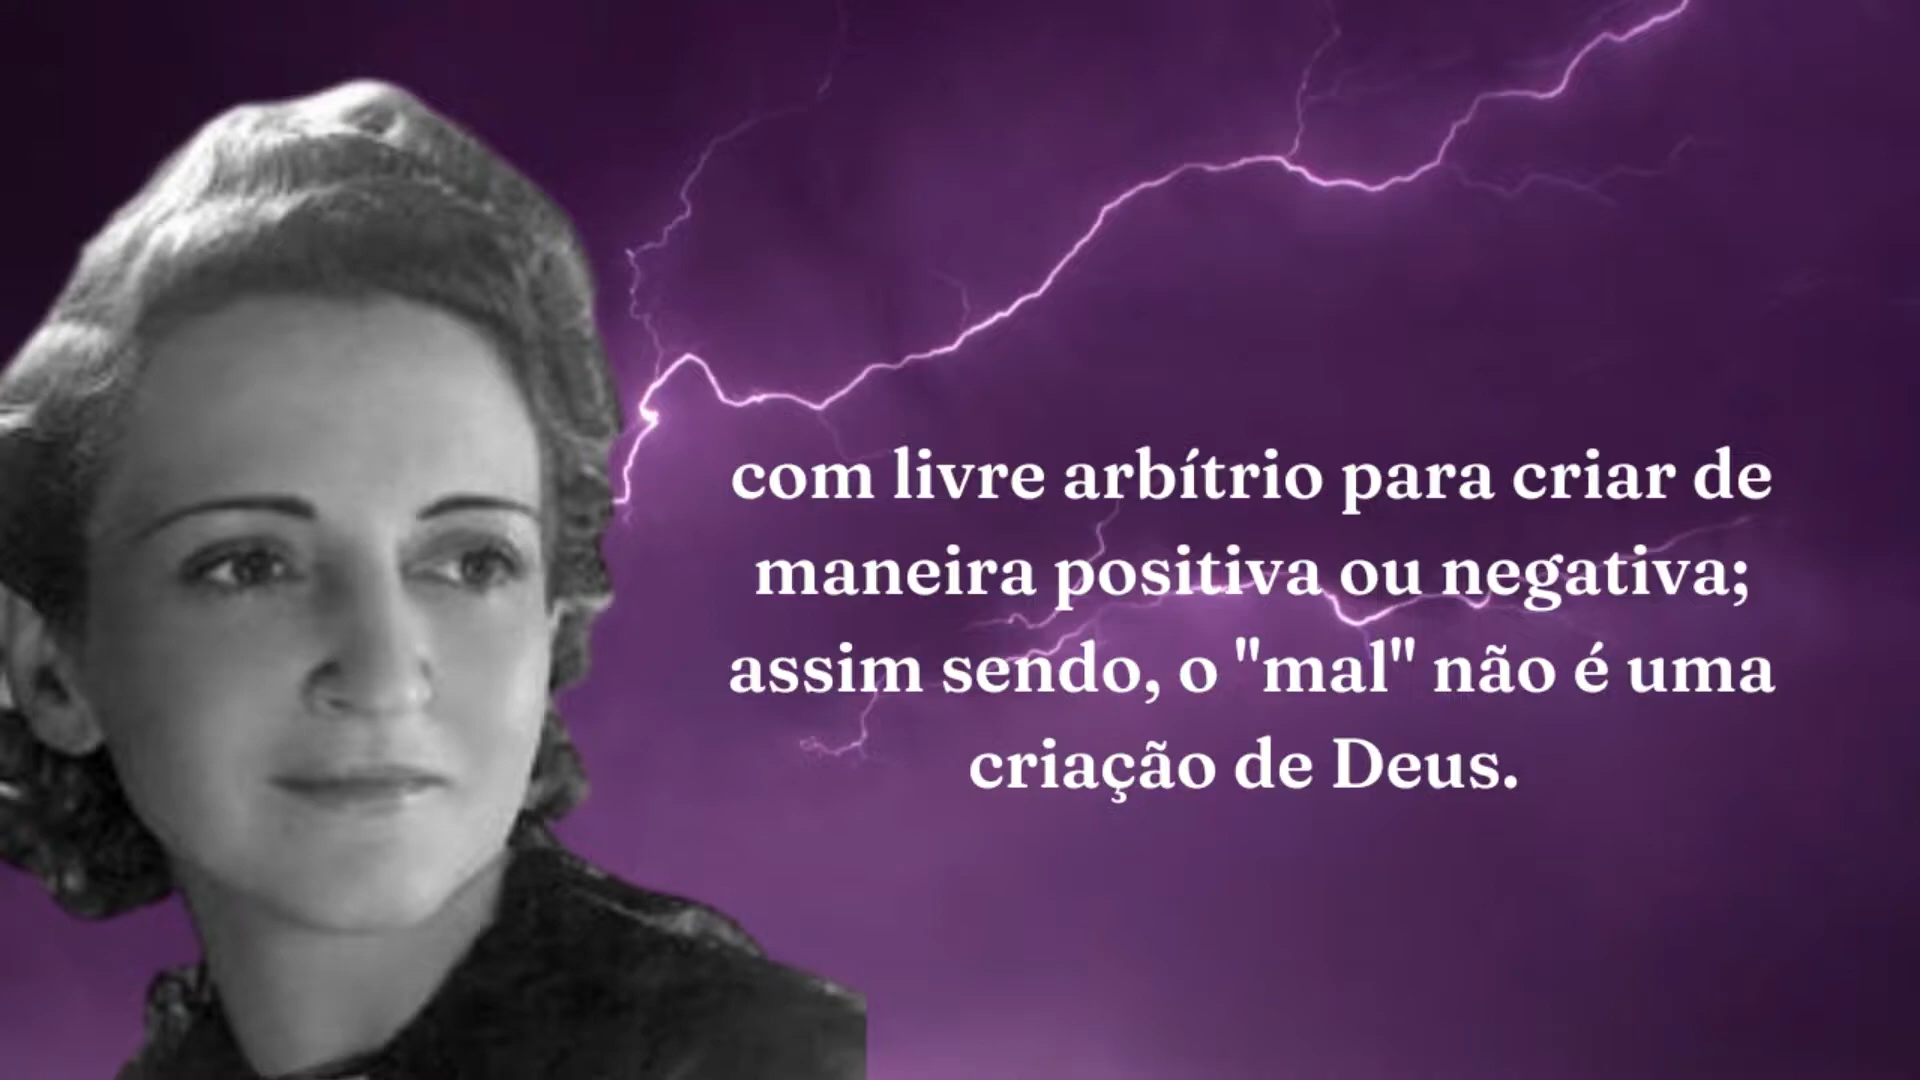 com livre arbítrio para criar de
maneira positiva ou negativa;
assim sendo, o "mal" não é uma
criação de Deus.